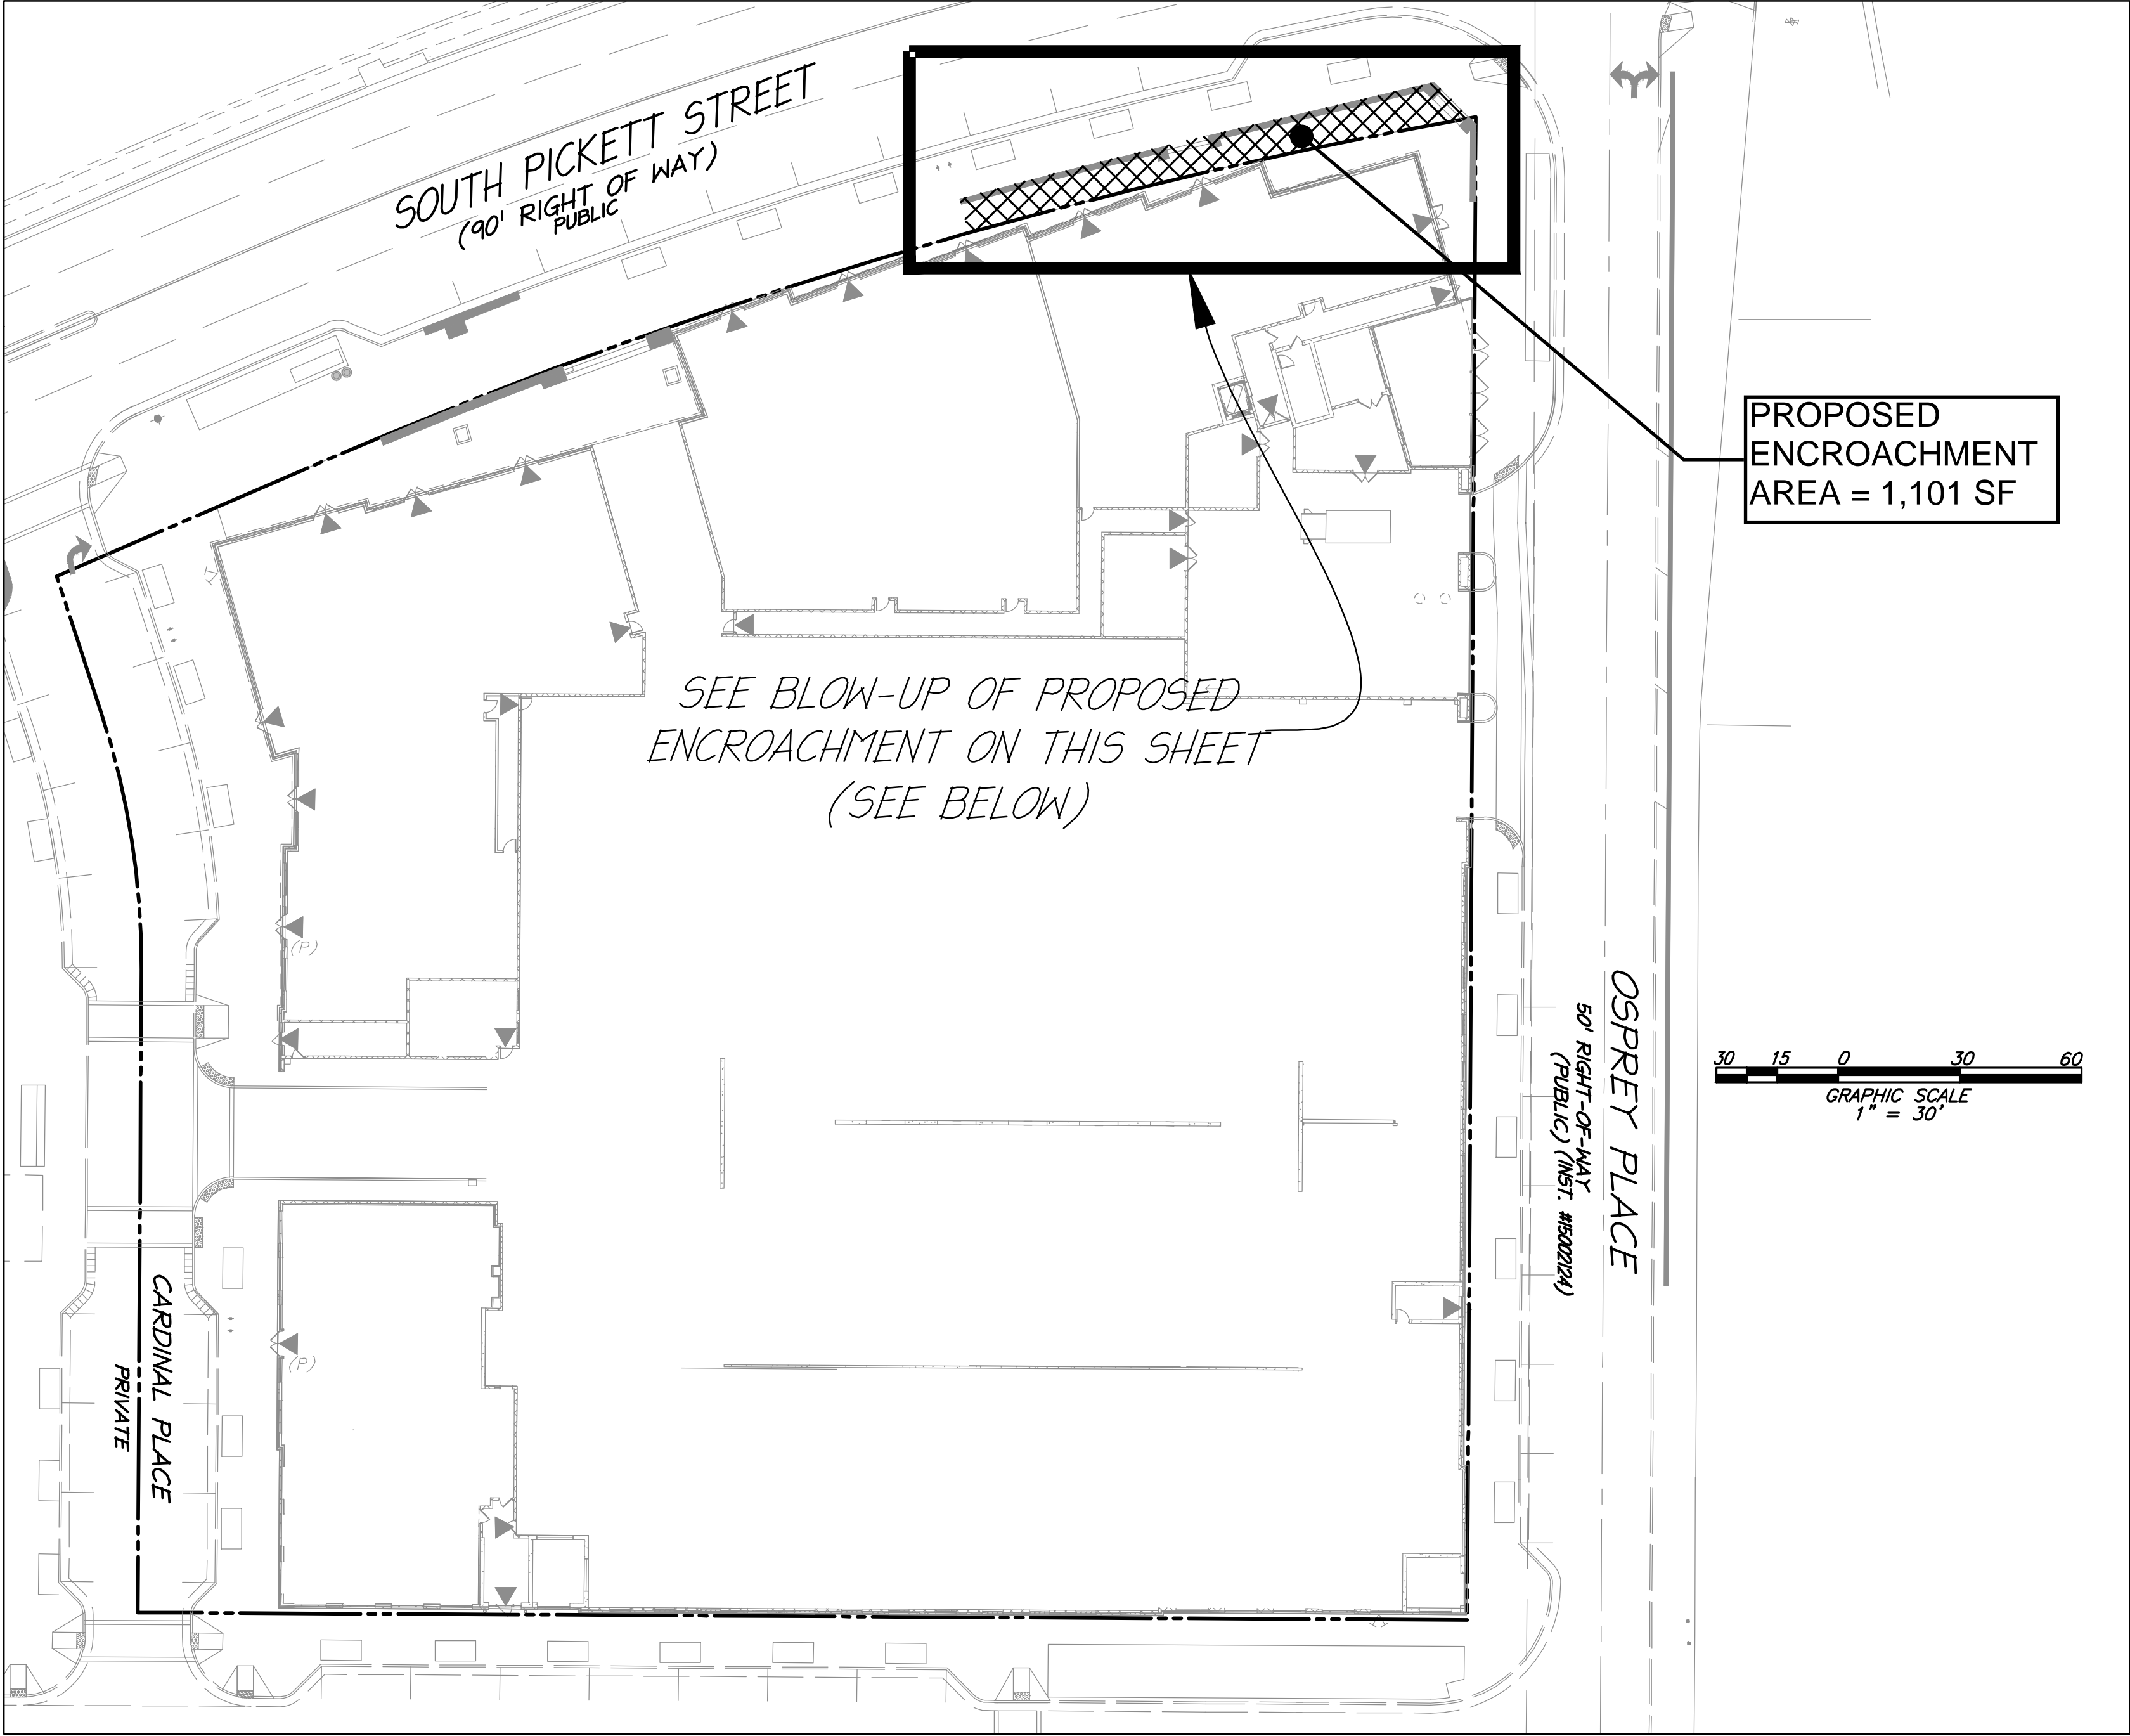 SOUTH PICKETT STREET
(90' RIGHT OF WAY)
PUBLIC
PROPOSED
ENCROACHMENT
AREA = 1,101 SF
SEE BLOW-UP OF PROPOSED
ENCROACHMENT ON THIS SHEET
(SEE BELOW)
(P)
OSPREY PLACE
50' RIGHT-OF-WAY
(PUBLIC) (INST. #15002124)
30 15 0 30 60
GRAPHIC SCALE
1" = 30'
CARDINAL PLACE
PRIVATE
(P)